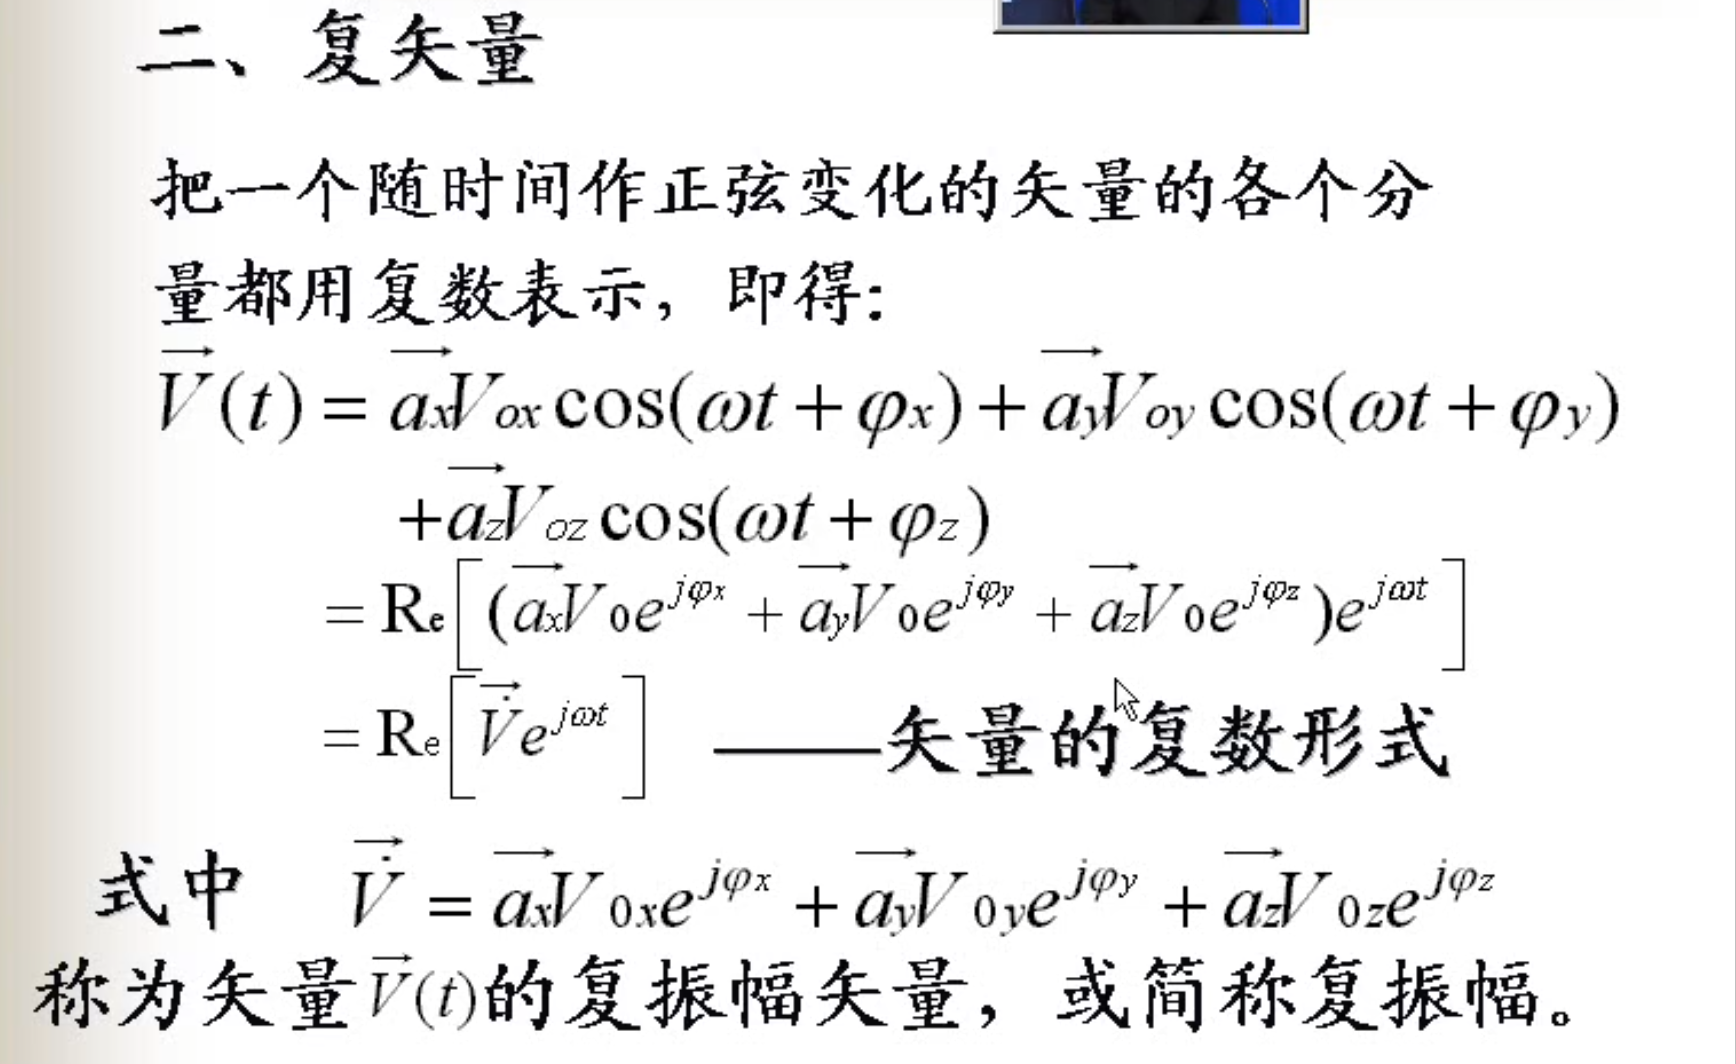 二、复矢量
把一个随时间作正弦变化的矢量的各个分
量都用复数表示，即得：
$\vec{V}(t) = \vec{a_x}V_{ox}\cos(\omega t + \varphi_x) + \vec{a_y}V_{oy}\cos(\omega t + \varphi_y)$
$+ \vec{a_z}V_{oz}\cos(\omega t + \varphi_z)$
$= \mathrm{R_e}\left[(\vec{a_x}V_0e^{j\varphi_x} + \vec{a_y}V_0e^{j\varphi_y} + \vec{a_z}V_0e^{j\varphi_z})e^{j\omega t}\right]$
$= \mathrm{R_e}\left[\vec{\dot{V}}e^{j\omega t}\right]$ ——矢量的复数形式
式中 $\vec{\dot{V}} = \vec{a_x}V_{0x}e^{j\varphi_x} + \vec{a_y}V_{0y}e^{j\varphi_y} + \vec{a_z}V_{0z}e^{j\varphi_z}$
称为矢量$\vec{V}(t)$的复振幅矢量，或简称复振幅。